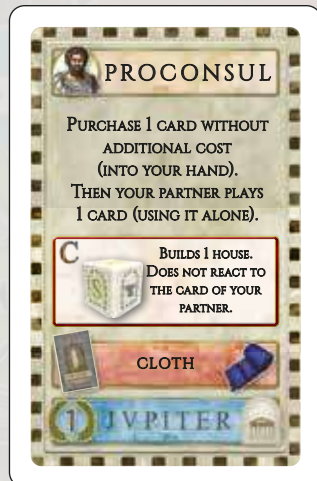 PROCONSUL
PURCHASE 1 CARD WITHOUT
ADDITIONAL COST
(INTO YOUR HAND).
THEN YOUR PARTNER PLAYS
1 CARD (USING IT ALONE).
C
BUILDS 1 HOUSE.
DOES NOT REACT TO
THE CARD OF YOUR
PARTNER.
CLOTH
1 JVPITER